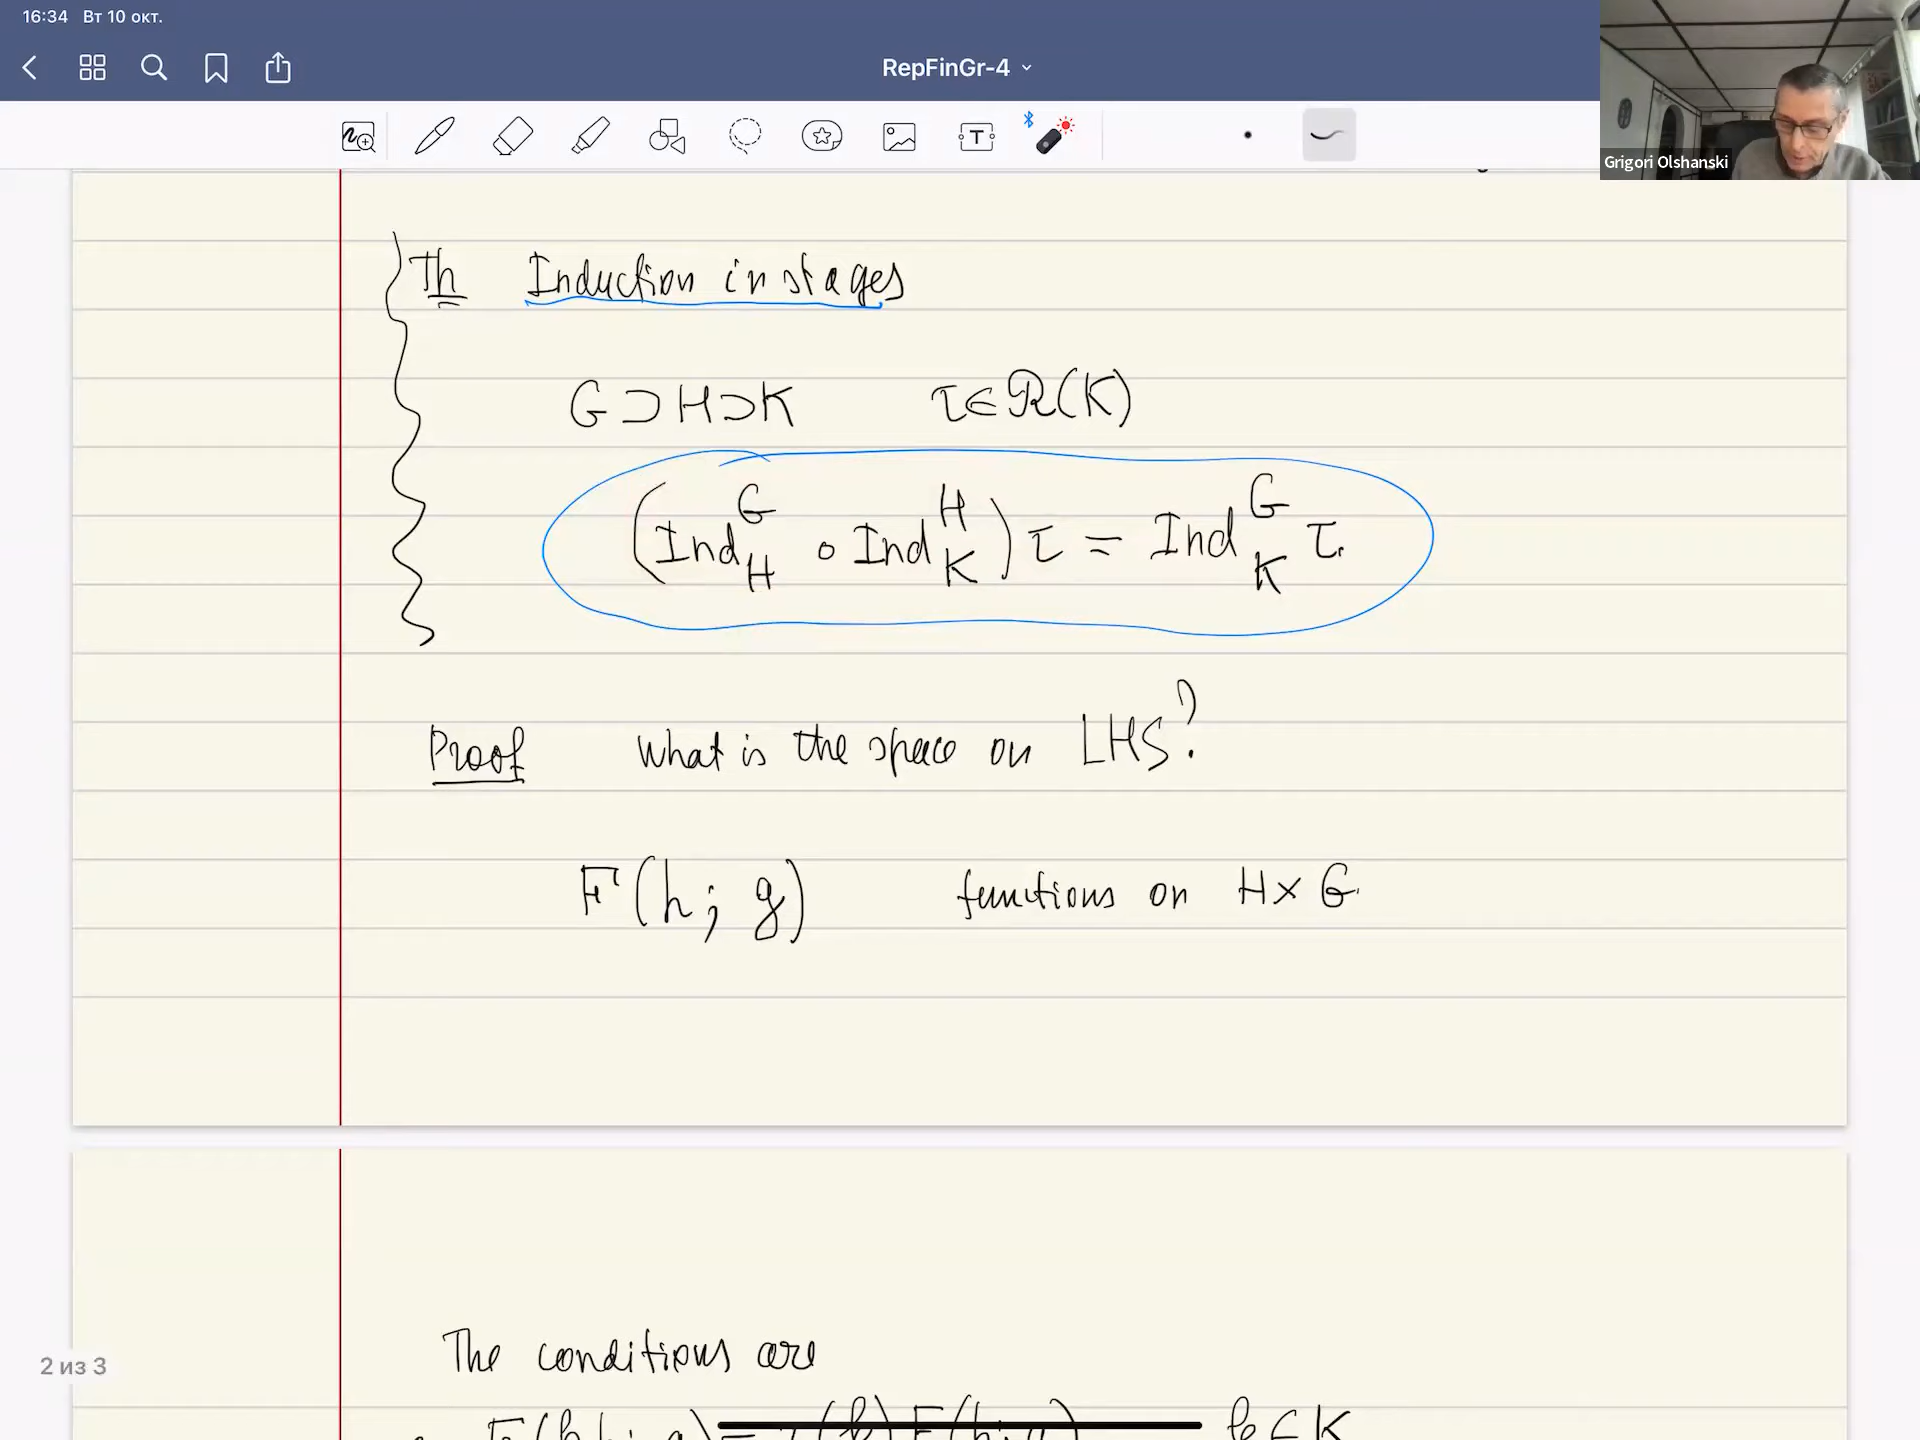 16:34 Вт 10 окт.
RepFinGr-4
Grigori Olshanski
Th Induction in stages
G ⊃ H ⊃ K τ ∈ R(K)
(Ind_H^G ∘ Ind_K^H) τ = Ind_K^G τ.
Proof What is the space on LHS?
F(h; g) functions on H × G.
The conditions are
2 из 3
k ∈ K